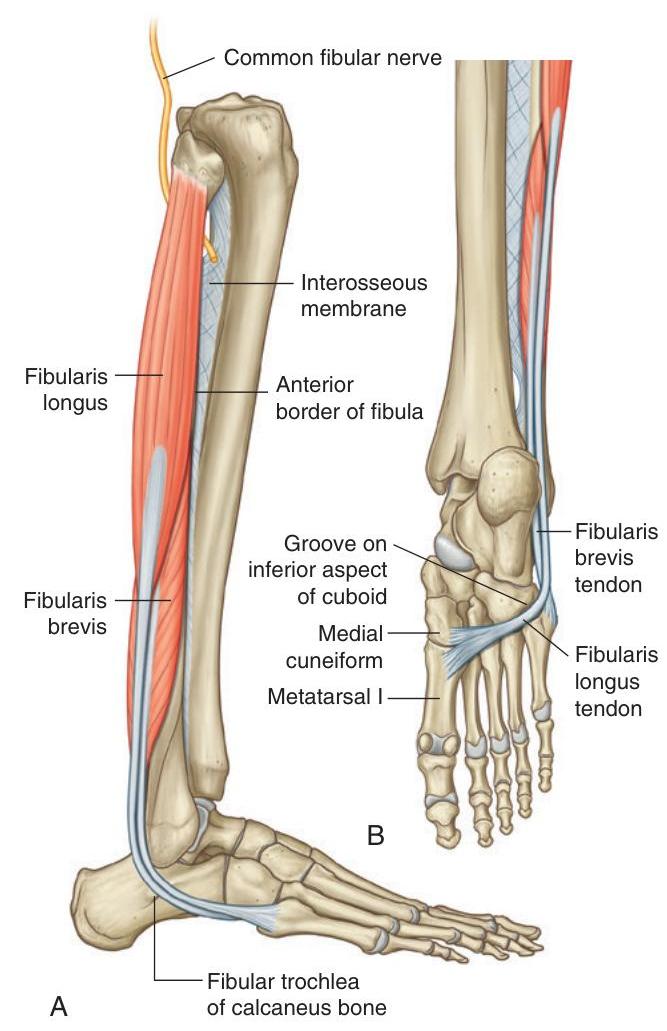 Common fibular nerve
Interosseous
membrane
Fibularis
longus
Anterior
border of fibula
Groove on
inferior aspect
of cuboid
Fibularis
brevis
tendon
Fibularis
brevis
Medial
cuneiform
Fibularis
longus
tendon
Metatarsal I
B
Fibular trochlea
of calcaneus bone
A